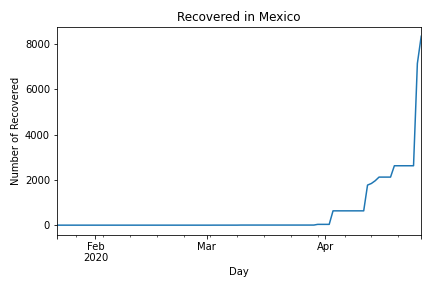 Recovered in Mexico
Number of Recovered
8000
6000
4000
2000
0
Feb
2020
Mar
Apr
Day